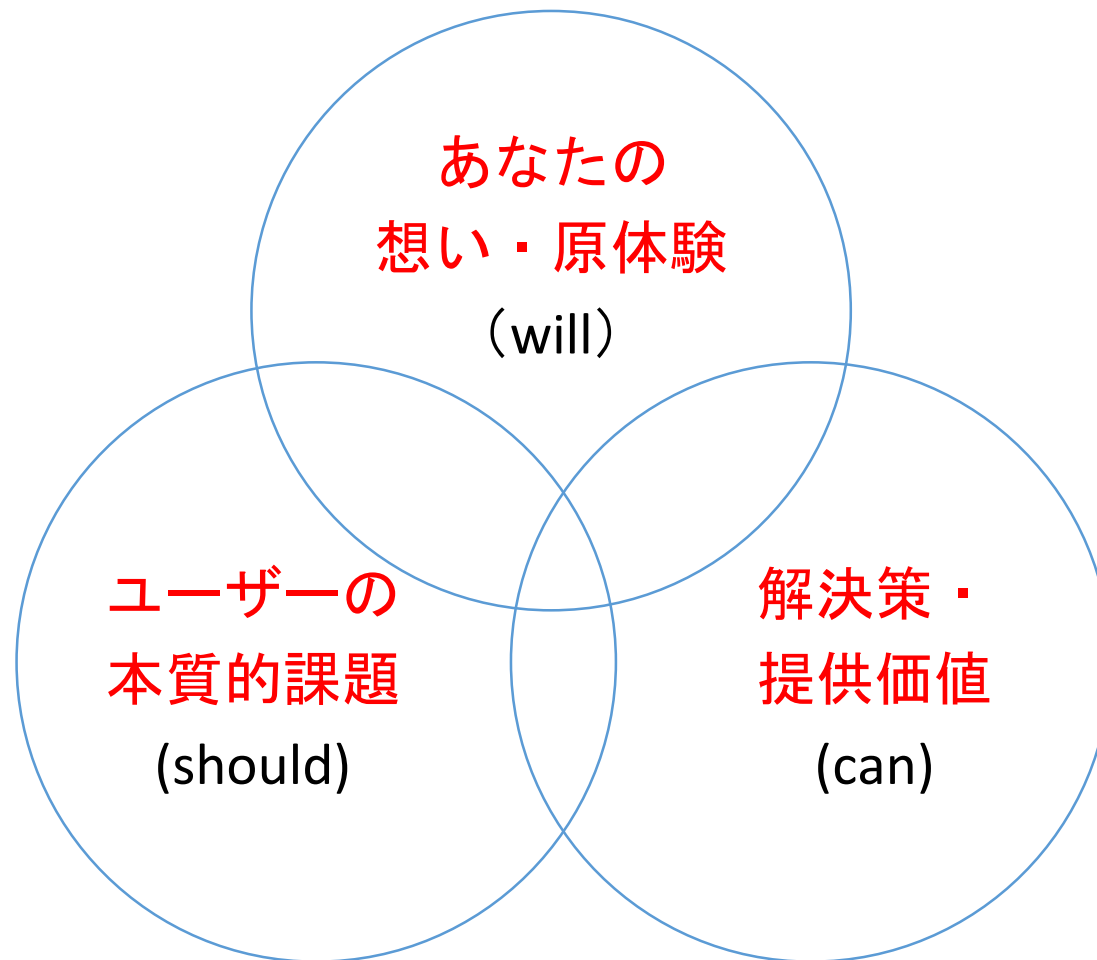 あなたの
想い・原体験
（will）
ユーザーの
本質的課題
(should)
解決策・
提供価値
(can)